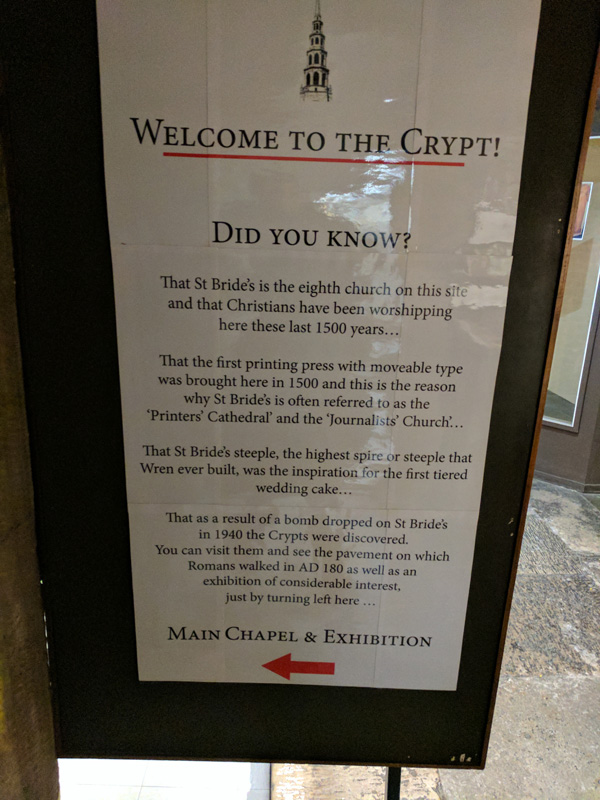 WELCOME TO THE CRYPT!
DID YOU KNOW?
That St Bride's is the eighth church on this site
and that Christians have been worshipping
here these last 1500 years…
That the first printing press with moveable type
was brought here in 1500 and this is the reason
why St Bride's is often referred to as the
'Printers' Cathedral' and the 'Journalists' Church'…
That St Bride's steeple, the highest spire or steeple that
Wren ever built, was the inspiration for the first tiered
wedding cake…
That as a result of a bomb dropped on St Bride's
in 1940 the Crypts were discovered.
You can visit them and see the pavement on which
Romans walked in AD 180 as well as an
exhibition of considerable interest,
just by turning left here …
MAIN CHAPEL & EXHIBITION